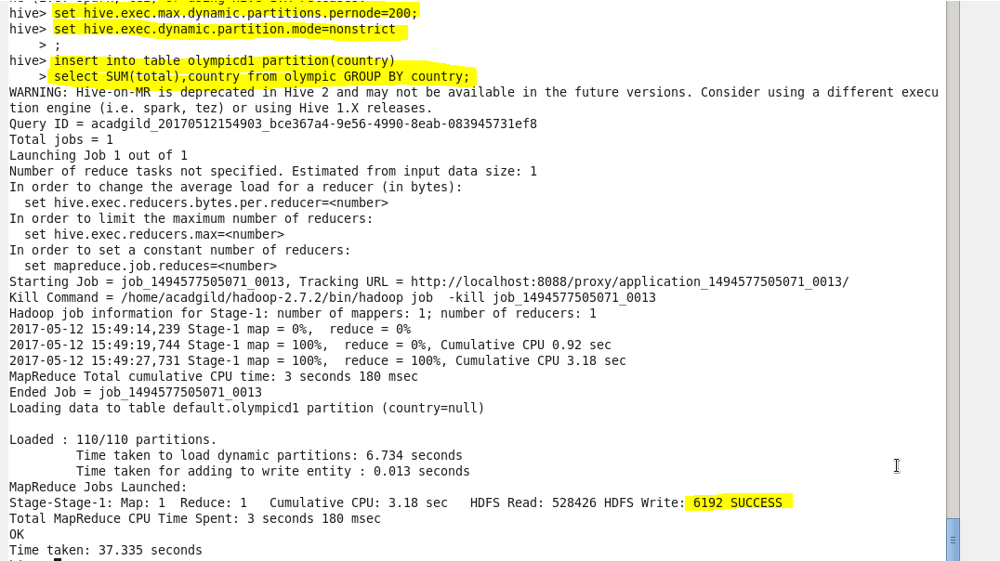 hive> set hive.exec.max.dynamic.partitions.pernode=200;
hive> set hive.exec.dynamic.partition.mode=nonstrict
    > ;
hive> insert into table olympicd1 partition(country)
    > select SUM(total),country from olympic GROUP BY country;
WARNING: Hive-on-MR is deprecated in Hive 2 and may not be available in the future versions. Consider using a different execu
tion engine (i.e. spark, tez) or using Hive 1.X releases.
Query ID = acadgild_20170512154903_bce367a4-9e56-4990-8eab-083945731ef8
Total jobs = 1
Launching Job 1 out of 1
Number of reduce tasks not specified. Estimated from input data size: 1
In order to change the average load for a reducer (in bytes):
  set hive.exec.reducers.bytes.per.reducer=<number>
In order to limit the maximum number of reducers:
  set hive.exec.reducers.max=<number>
In order to set a constant number of reducers:
  set mapreduce.job.reduces=<number>
Starting Job = job_1494577505071_0013, Tracking URL = http://localhost:8088/proxy/application_1494577505071_0013/
Kill Command = /home/acadgild/hadoop-2.7.2/bin/hadoop job  -kill job_1494577505071_0013
Hadoop job information for Stage-1: number of mappers: 1; number of reducers: 1
2017-05-12 15:49:14,239 Stage-1 map = 0%,  reduce = 0%
2017-05-12 15:49:19,744 Stage-1 map = 100%,  reduce = 0%, Cumulative CPU 0.92 sec
2017-05-12 15:49:27,731 Stage-1 map = 100%,  reduce = 100%, Cumulative CPU 3.18 sec
MapReduce Total cumulative CPU time: 3 seconds 180 msec
Ended Job = job_1494577505071_0013
Loading data to table default.olympicd1 partition (country=null)
Loaded : 110/110 partitions.
         Time taken to load dynamic partitions: 6.734 seconds
         Time taken for adding to write entity : 0.013 seconds
MapReduce Jobs Launched:
Stage-Stage-1: Map: 1  Reduce: 1   Cumulative CPU: 3.18 sec   HDFS Read: 528426 HDFS Write: 6192 SUCCESS
Total MapReduce CPU Time Spent: 3 seconds 180 msec
OK
Time taken: 37.335 seconds